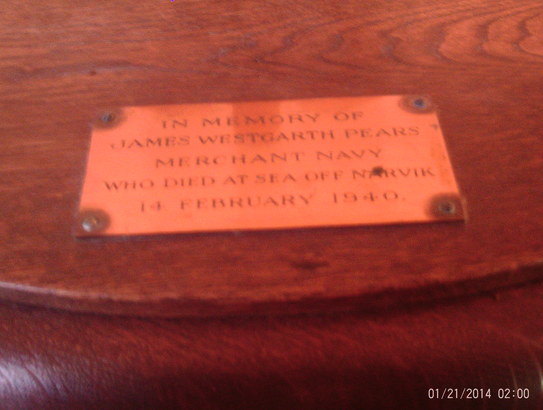 IN MEMORY OF
JAMES WESTGARTH PEARS
MERCHANT NAVY
WHO DIED AT SEA OFF NARVIK
14 FEBRUARY 1940.
01/21/2014 02:00